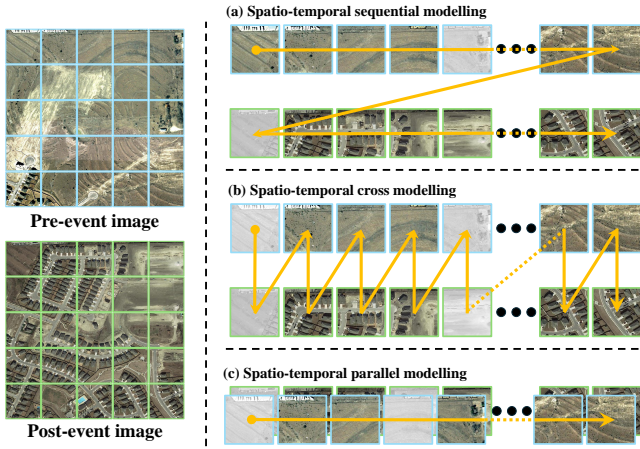 Pre-event image
Post-event image
(a) Spatio-temporal sequential modelling
(b) Spatio-temporal cross modelling
(c) Spatio-temporal parallel modelling